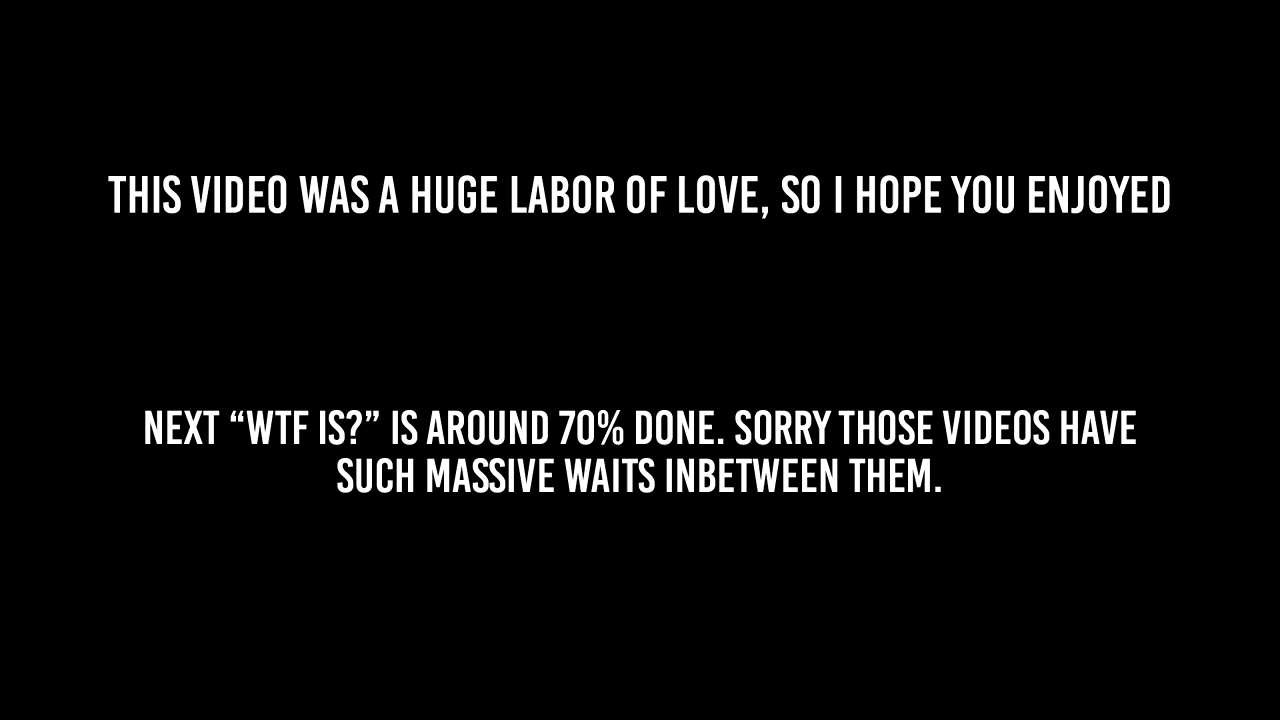 THIS VIDEO WAS A HUGE LABOR OF LOVE, SO I HOPE YOU ENJOYED
NEXT “WTF IS?” IS AROUND 70% DONE. SORRY THOSE VIDEOS HAVE
SUCH MASSIVE WAITS INBETWEEN THEM.